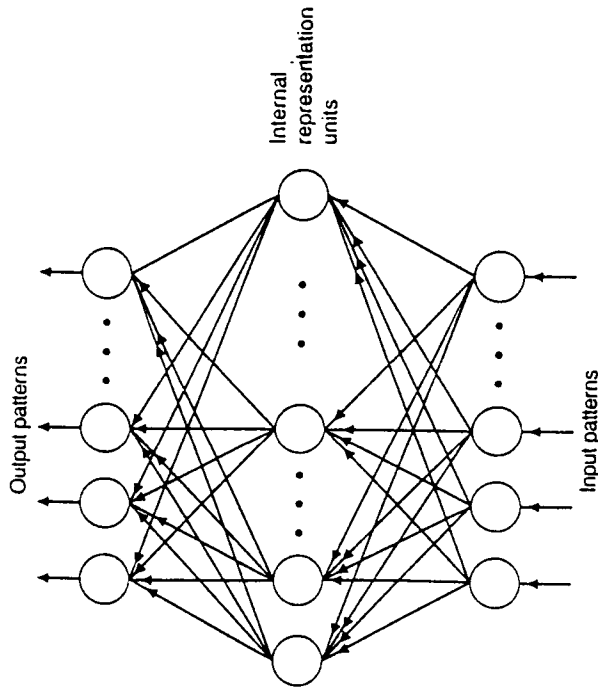 Output patterns
Internal
representation
units
Input patterns